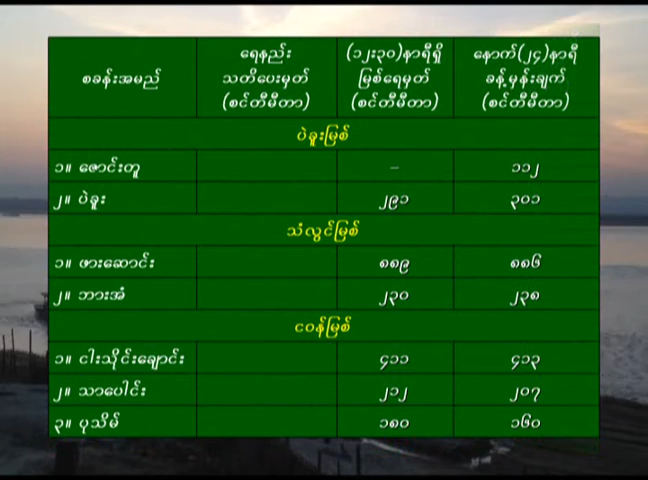 စခန်းအမည်
ရေနည်း
သတိပေးမှတ်
(စင်တီမီတာ)
(၁၂း၃၀)နာရီရှိ
မြစ်ရေမှတ်
(စင်တီမီတာ)
နောက်(၂၄)နာရီ
ခန့်မှန်းချက်
(စင်တီမီတာ)
ပဲခူးမြစ်
၁။ ဇောင်းတူ – ၁၁၂
၂။ ပဲခူး ၂၉၁ ၃၀၁
သံလွင်မြစ်
၁။ ဖားဆောင်း ၈၈၉ ၈၈၆
၂။ ဘားအံ ၂၃၀ ၂၃၈
ငဝန်မြစ်
၁။ ငါးသိုင်းချောင်း ၄၁၁ ၄၁၃
၂။ သာပေါင်း ၂၁၂ ၂၀၇
၃။ ပုသိမ် ၁၈၀ ၁၆၀